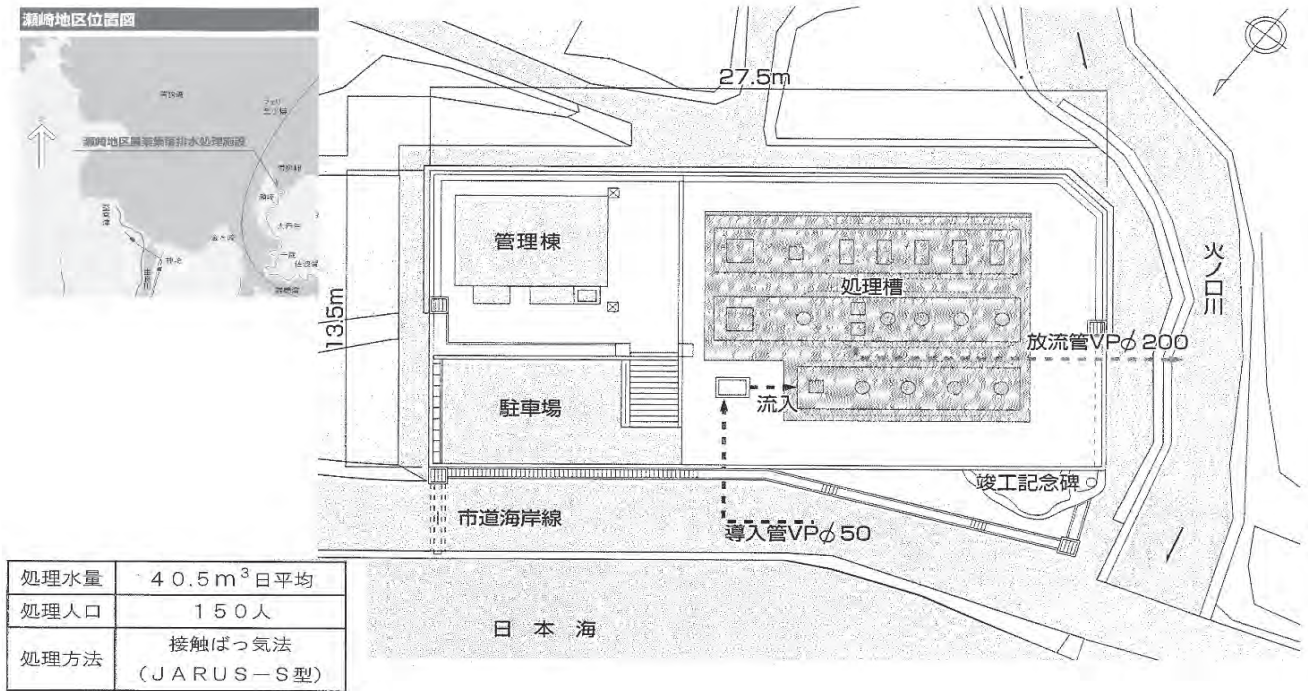 瀬崎地区位置図
瀬崎地区農業集落排水処理施設
27.5m
13.5m
管理棟
処理槽
火ノ口川
放流管VPφ200
駐車場
流入
竣工記念碑
市道海岸線
導入管VPφ50
日本海
処理水量 40.5m³日平均
処理人口 150人
処理方法 接触ばっ気法
(JARUS-S型)